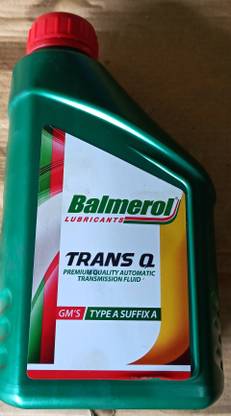 Balmerol
LUBRICANTS
TRANS Q
PREMIUM QUALITY AUTOMATIC
TRANSMISSION FLUID
GM'S TYPE A SUFFIX A